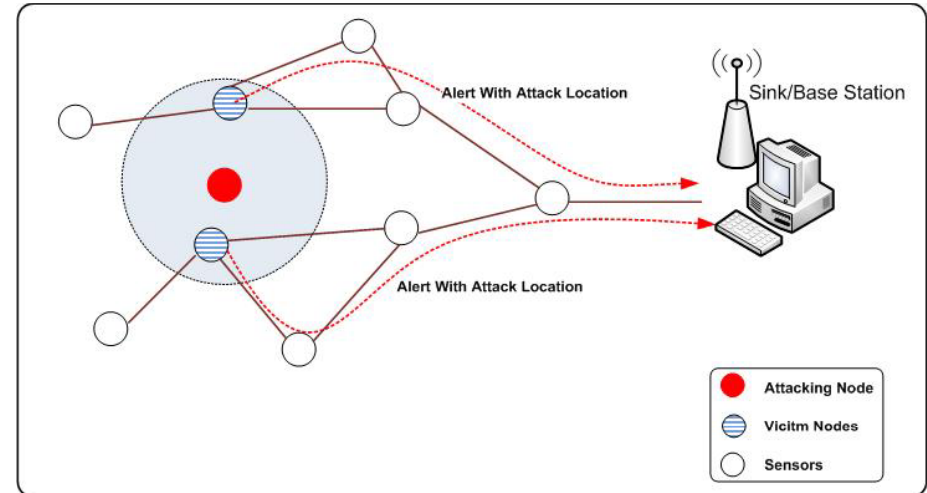 Alert With Attack Location
Sink/Base Station
Alert With Attack Location
Attacking Node
Vicitm Nodes
Sensors